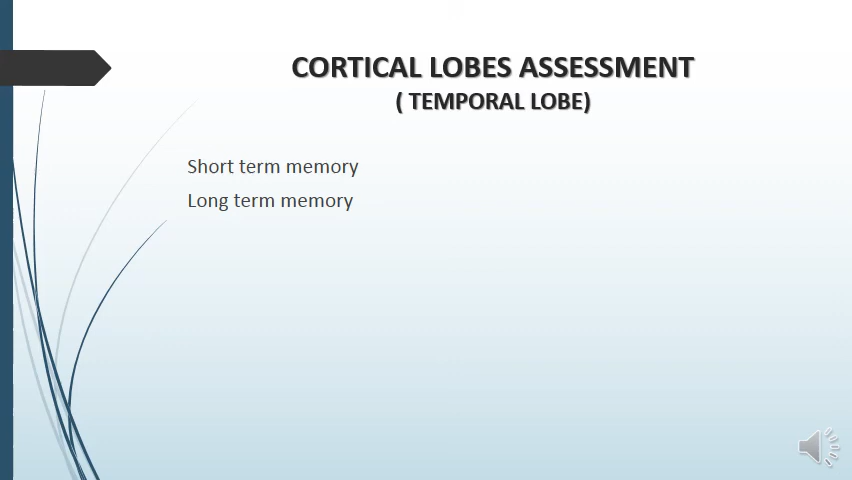 CORTICAL LOBES ASSESSMENT
( TEMPORAL LOBE)
Short term memory
Long term memory